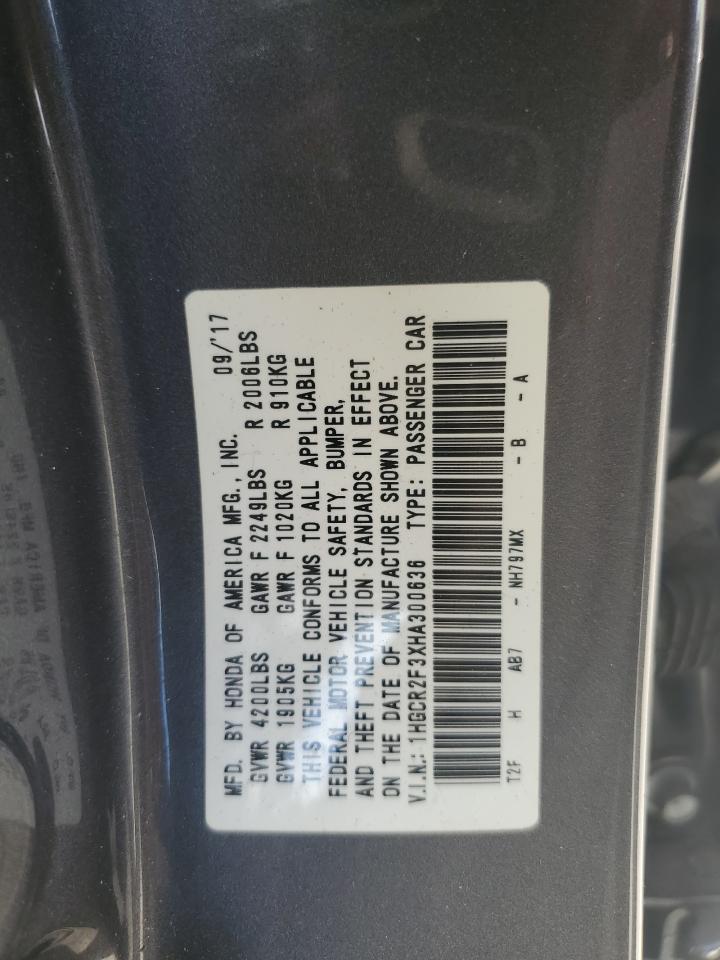 MFD. BY HONDA OF AMERICA MFG., INC. 09/'17
GVWR 4200LBS GAWR F 2249LBS R 2006LBS
GVWR 1905KG GAWR F 1020KG R 910KG
THIS VEHICLE CONFORMS TO ALL APPLICABLE
FEDERAL MOTOR VEHICLE SAFETY, BUMPER,
AND THEFT PREVENTION STANDARDS IN EFFECT
ON THE DATE OF MANUFACTURE SHOWN ABOVE.
V.I.N.: 1HGCR2F3XHA300636 TYPE: PASSENGER CAR
T2F H AB7 - NH797MX - B - A